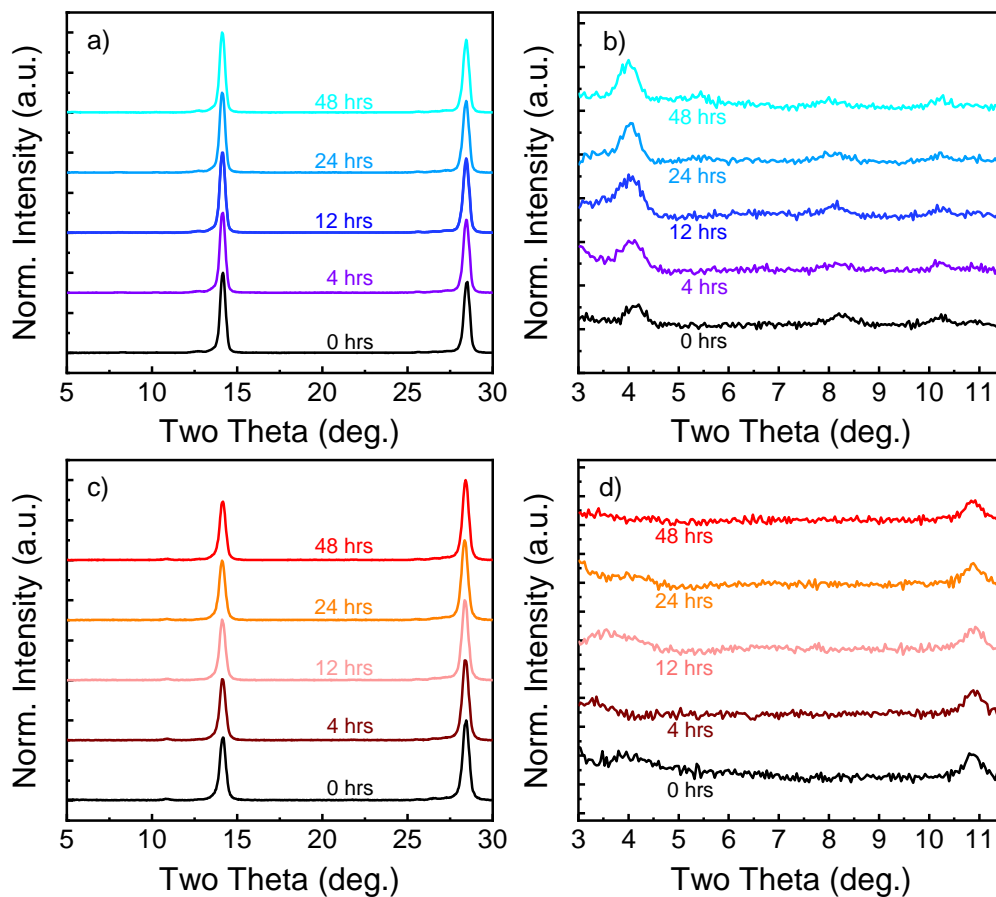 a)
48 hrs
24 hrs
12 hrs
4 hrs
0 hrs
5 10 15 20 25 30
Two Theta (deg.)
Norm. Intensity (a.u.)
b)
48 hrs
24 hrs
12 hrs
4 hrs
0 hrs
3 4 5 6 7 8 9 10 11
Two Theta (deg.)
Norm. Intensity (a.u.)
c)
48 hrs
24 hrs
12 hrs
4 hrs
0 hrs
5 10 15 20 25 30
Two Theta (deg.)
Norm. Intensity (a.u.)
d)
48 hrs
24 hrs
12 hrs
4 hrs
0 hrs
3 4 5 6 7 8 9 10 11
Two Theta (deg.)
Norm. Intensity (a.u.)